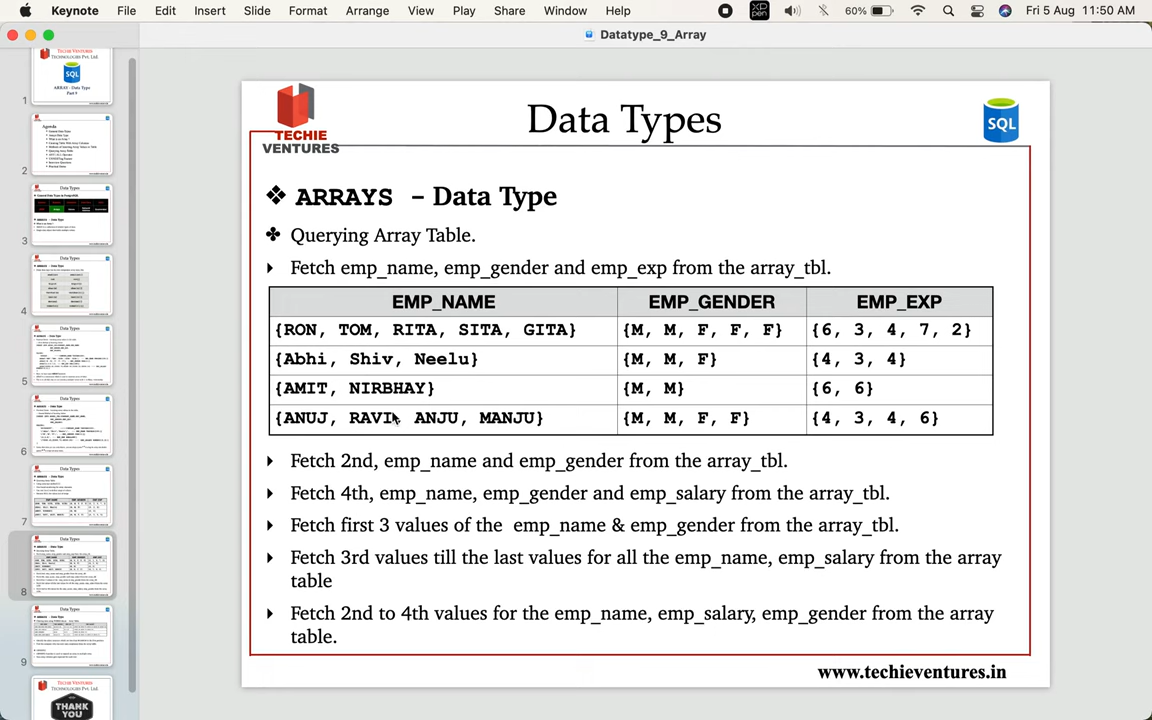 Keynote File Edit Insert Slide Format Arrange View Play Share Window Help XP PEN 60% Fri 5 Aug 11:50 AM
Datatype_9_Array
TECHIE VENTURES
Data Types
SQL
❖ ARRAYS – Data Type
Querying Array Table.
Fetch emp_name, emp_gender and emp_exp from the array_tbl.
EMP_NAME EMP_GENDER EMP_EXP
{RON, TOM, RITA, SITA, GITA} {M, M, F, F, F} {6, 3, 4, 7, 2}
{Abhi, Shiv, Neelu} {M, M, F} {4, 3, 4}
{AMIT, NIRBHAY} {M, M} {6, 6}
{ANUJ, RAVI, ANJU, MANJU} {M, M, F, F} {4, 3, 4, 6}
Fetch 2nd, emp_name and emp_gender from the array_tbl.
Fetch 4th, emp_name, emp_gender and emp_salary from the array_tbl.
Fetch first 3 values of the emp_name & emp_gender from the array_tbl.
Fetch 3rd values till the last values for all the emp_name, emp_salary from the array
table
Fetch 2nd to 4th values for the emp_name, emp_salary, emp_gender from the array
table.
www.techieventures.in
1
2
3
4
5
6
7
8
9
THANK
YOU